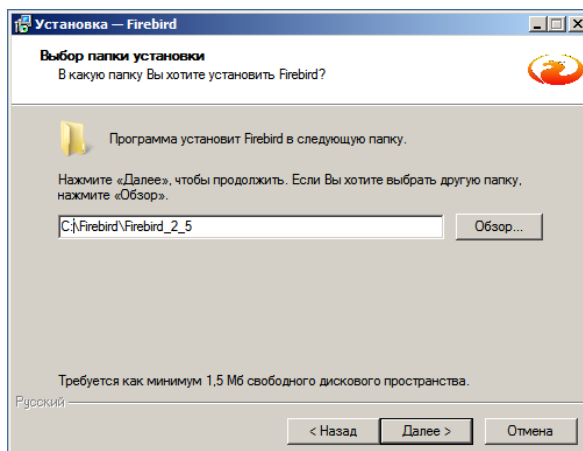 Установка — Firebird
Выбор папки установки
В какую папку Вы хотите установить Firebird?
Программа установит Firebird в следующую папку.
Нажмите «Далее», чтобы продолжить. Если Вы хотите выбрать другую папку,
нажмите «Обзор».
C:\Firebird\Firebird_2_5
Обзор...
Требуется как минимум 1,5 Мб свободного дискового пространства.
Русский
< Назад
Далее >
Отмена